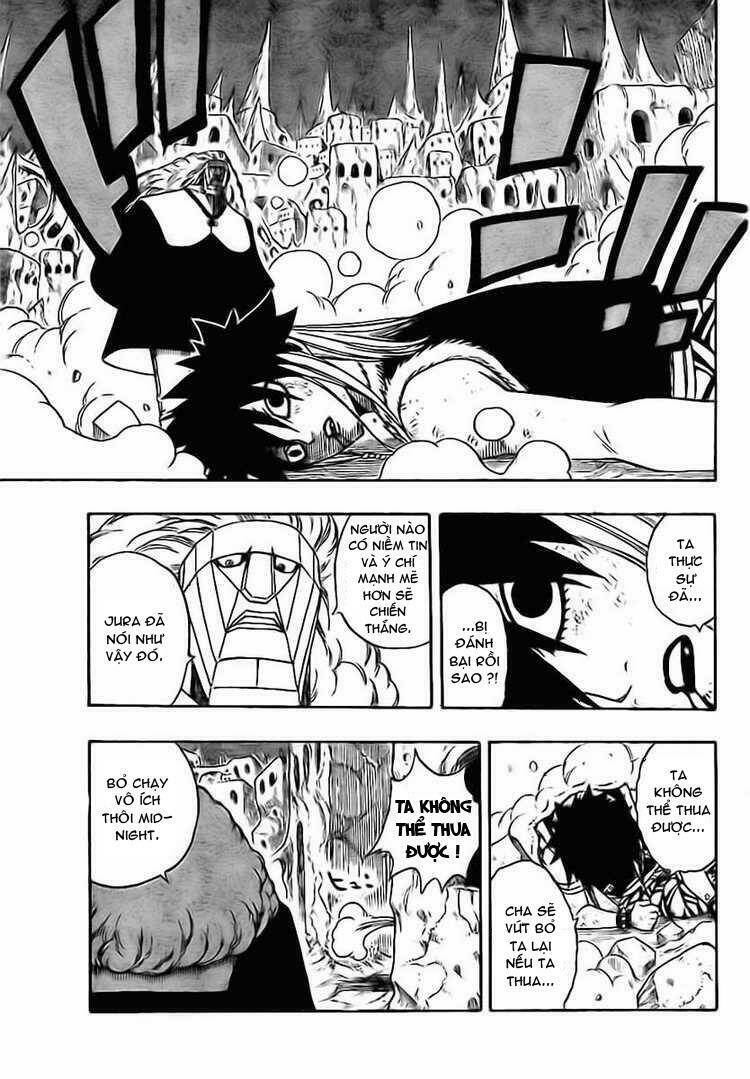 TA
THỰC
SỰ
ĐÃ...
...BỊ
ĐÁNH
BẠI RỒI
SAO ?!
NGƯỜI NÀO
CÓ NIỀM TIN
VÀ Ý CHÍ
MẠNH MẼ
HƠN SẼ
CHIẾN
THẮNG.
JURA ĐÃ
NÓI NHƯ
VẬY ĐÓ.
TA
KHÔNG
THỂ THUA
ĐƯỢC...
CHA SẼ
VỨT BỎ
TA LẠI
NẾU TA
THUA...
TA KHÔNG
THỂ THUA
ĐƯỢC !
BỎ CHẠY
VÔ ÍCH
THÔI MID-
NIGHT.